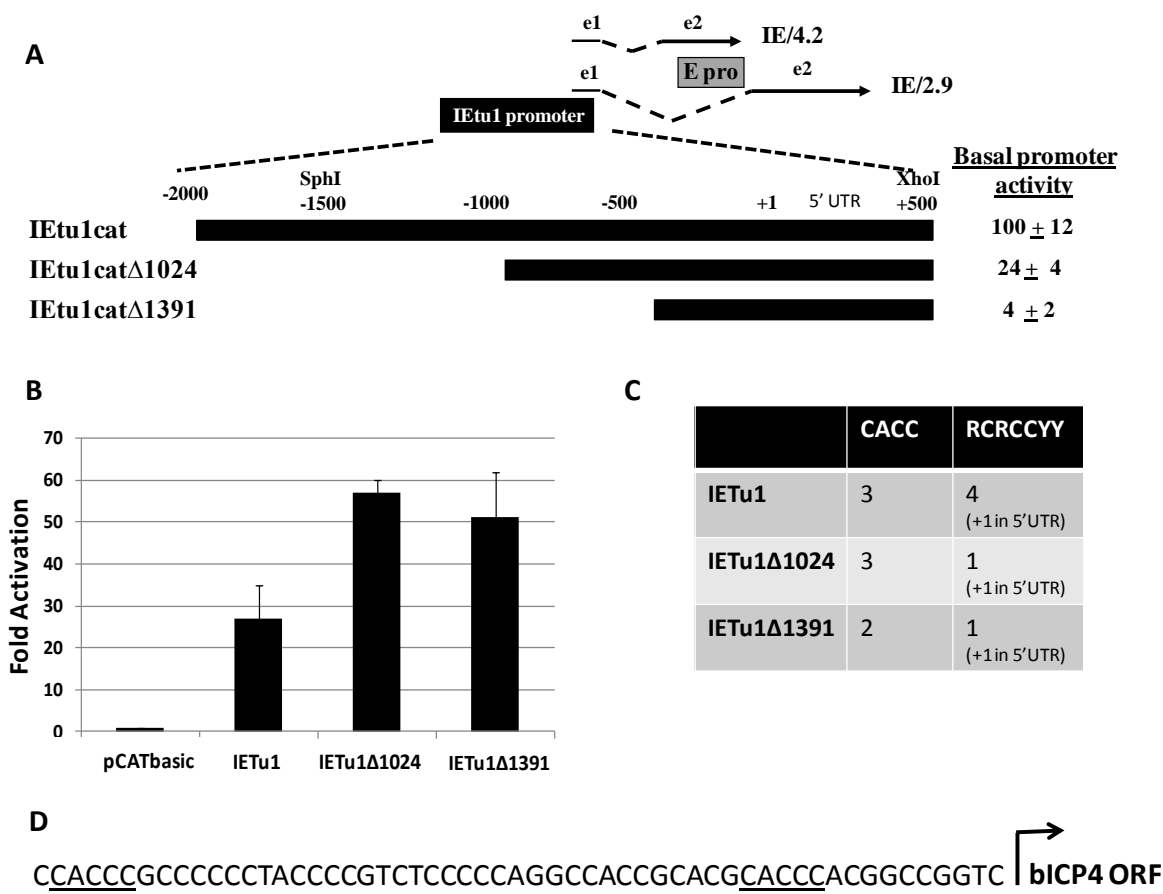 A
e1 e2 IE/4.2
e1 E pro e2 IE/2.9
IEtu1 promoter
Basal promoter
activity
-2000 SphI -1500 -1000 -500 +1 5' UTR XhoI +500
IEtu1cat 100 ± 12
IEtu1catΔ1024 24 ± 4
IEtu1catΔ1391 4 ± 2
B
Fold Activation
70
60
50
40
30
20
10
0
pCATbasic IETu1 IETu1Δ1024 IETu1Δ1391
C
CACC RCRCCYY
IETu1 3 4
(+1 in 5'UTR)
IETu1Δ1024 3 1
(+1 in 5'UTR)
IETu1Δ1391 2 1
(+1 in 5'UTR)
D
CCACCCGCCCCCCTACCCCGTCTCCCCCAGGCCACCGCACGCACCCACGGCCGGTC bICP4 ORF